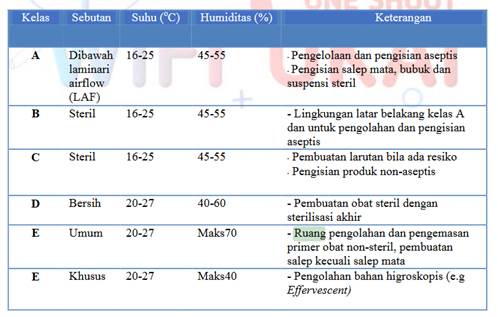 ONE SHOOT
UKAI
Kelas Sebutan Suhu (⁰C) Humiditas (%) Keterangan
A Dibawah 16-25 45-55 - Pengelolaan dan pengisian aseptis
laminari - Pengisian salep mata, bubuk dan
airflow suspensi steril
(LAF)
B Steril 16-25 45-55 - Lingkungan latar belakang kelas A
dan untuk pengolahan dan pengisian
aseptis
C Steril 16-25 45-55 - Pembuatan larutan bila ada resiko
- Pengisian produk non-aseptis
D Bersih 20-27 40-60 - Pembuatan obat steril dengan
sterilisasi akhir
E Umum 20-27 Maks70 - Ruang pengolahan dan pengemasan
primer obat non-steril, pembuatan
salep kecuali salep mata
E Khusus 20-27 Maks40 - Pengolahan bahan higroskopis (e.g
Effervescent)